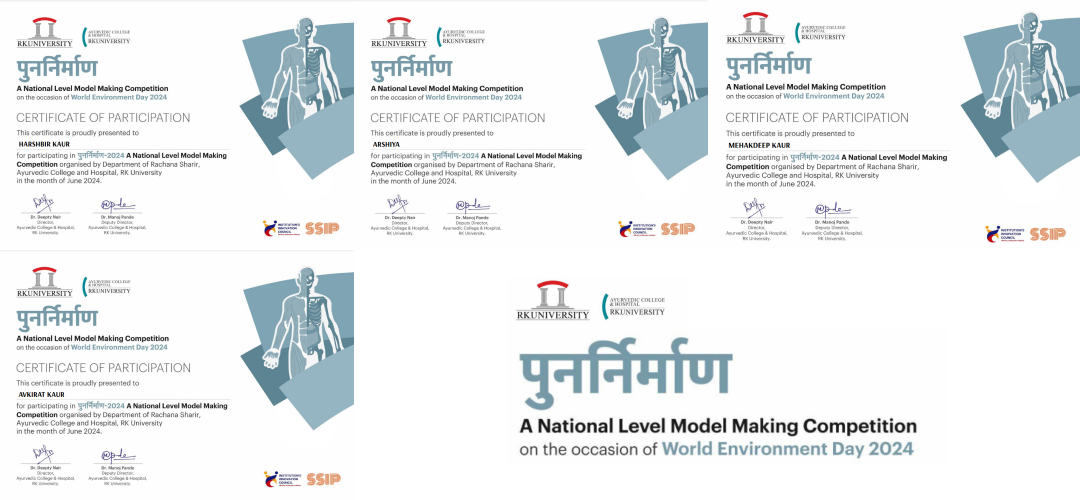 RKUNIVERSITY
AYURVEDIC COLLEGE
& HOSPITAL
RKUNIVERSITY
पुनर्निर्माण
A National Level Model Making Competition
on the occasion of World Environment Day 2024
CERTIFICATE OF PARTICIPATION
This certificate is proudly presented to
HARSHBIR KAUR
for participating in पुनर्निर्माण-2024 A National Level Model Making
Competition organised by Department of Rachana Sharir,
Ayurvedic College and Hospital, RK University
in the month of June 2024.
Dr. Deepty Nair
Director,
Ayurvedic College & Hospital,
RK University.
Dr. Manoj Panda
Deputy Director,
Ayurvedic College & Hospital,
RK University.
INSTITUTION'S
INNOVATION
COUNCIL
SSIP
RKUNIVERSITY
AYURVEDIC COLLEGE
& HOSPITAL
RKUNIVERSITY
पुनर्निर्माण
A National Level Model Making Competition
on the occasion of World Environment Day 2024
CERTIFICATE OF PARTICIPATION
This certificate is proudly presented to
ARSHIYA
for participating in पुनर्निर्माण-2024 A National Level Model Making
Competition organised by Department of Rachana Sharir,
Ayurvedic College and Hospital, RK University
in the month of June 2024.
Dr. Deepty Nair
Director,
Ayurvedic College & Hospital,
RK University.
Dr. Manoj Panda
Deputy Director,
Ayurvedic College & Hospital,
RK University.
INSTITUTION'S
INNOVATION
COUNCIL
SSIP
RKUNIVERSITY
AYURVEDIC COLLEGE
& HOSPITAL
RKUNIVERSITY
पुनर्निर्माण
A National Level Model Making Competition
on the occasion of World Environment Day 2024
CERTIFICATE OF PARTICIPATION
This certificate is proudly presented to
MEHAKDEEP KAUR
for participating in पुनर्निर्माण-2024 A National Level Model Making
Competition organised by Department of Rachana Sharir,
Ayurvedic College and Hospital, RK University
in the month of June 2024.
Dr. Deepty Nair
Director,
Ayurvedic College & Hospital,
RK University.
Dr. Manoj Panda
Deputy Director,
Ayurvedic College & Hospital,
RK University.
INSTITUTION'S
INNOVATION
COUNCIL
SSIP
RKUNIVERSITY
AYURVEDIC COLLEGE
& HOSPITAL
RKUNIVERSITY
पुनर्निर्माण
A National Level Model Making Competition
on the occasion of World Environment Day 2024
CERTIFICATE OF PARTICIPATION
This certificate is proudly presented to
AVKIRAT KAUR
for participating in पुनर्निर्माण-2024 A National Level Model Making
Competition organised by Department of Rachana Sharir,
Ayurvedic College and Hospital, RK University
in the month of June 2024.
Dr. Deepty Nair
Director,
Ayurvedic College & Hospital,
RK University.
Dr. Manoj Panda
Deputy Director,
Ayurvedic College & Hospital,
RK University.
INSTITUTION'S
INNOVATION
COUNCIL
SSIP
RKUNIVERSITY
AYURVEDIC COLLEGE
& HOSPITAL
RKUNIVERSITY
पुनर्निर्माण
A National Level Model Making Competition
on the occasion of World Environment Day 2024